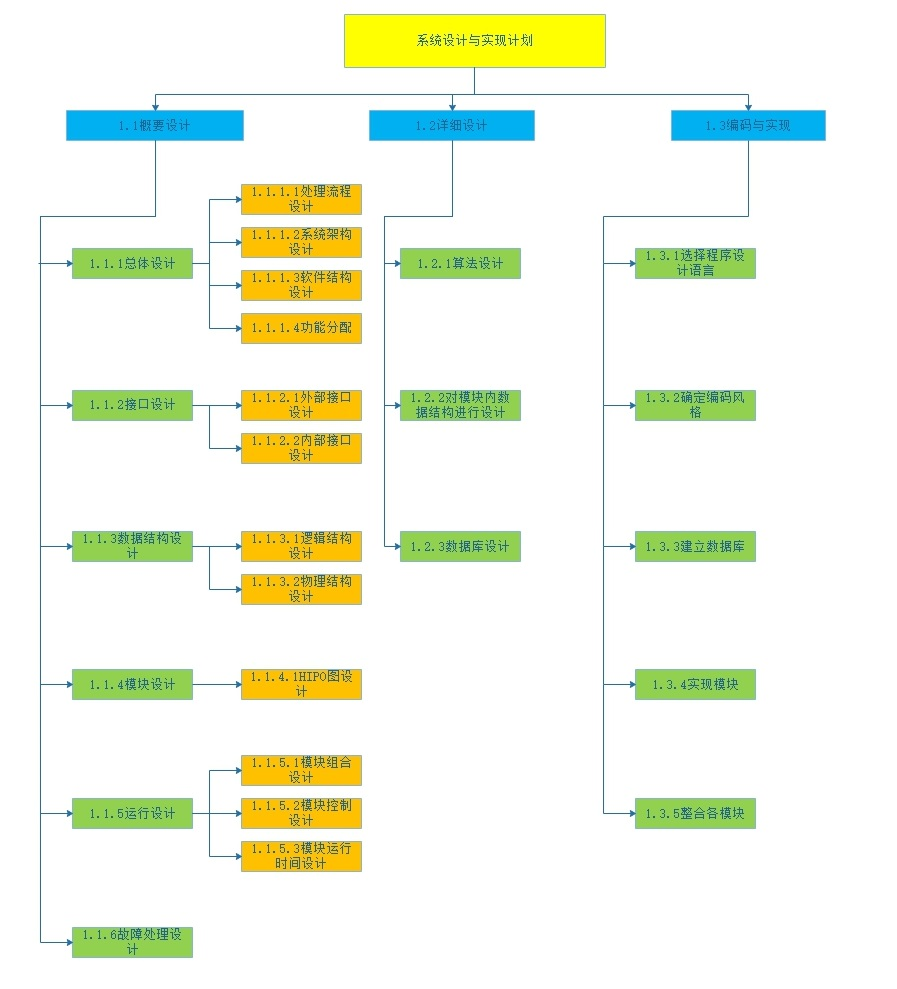 系统设计与实现计划
1.1概要设计
1.2详细设计
1.3编码与实现
1.1.1总体设计
1.1.1.1处理流程
设计
1.1.1.2系统架构
设计
1.1.1.3软件结构
设计
1.1.1.4功能分配
1.1.2接口设计
1.1.2.1外部接口
设计
1.1.2.2内部接口
设计
1.1.3数据结构设
计
1.1.3.1逻辑结构
设计
1.1.3.2物理结构
设计
1.1.4模块设计
1.1.4.1HIPO图设
计
1.1.5运行设计
1.1.5.1模块组合
设计
1.1.5.2模块控制
设计
1.1.5.3模块运行
时间设计
1.1.6故障处理设
计
1.2.1算法设计
1.2.2对模块内数
据结构进行设计
1.2.3数据库设计
1.3.1选择程序设
计语言
1.3.2确定编码风
格
1.3.3建立数据库
1.3.4实现模块
1.3.5整合各模块